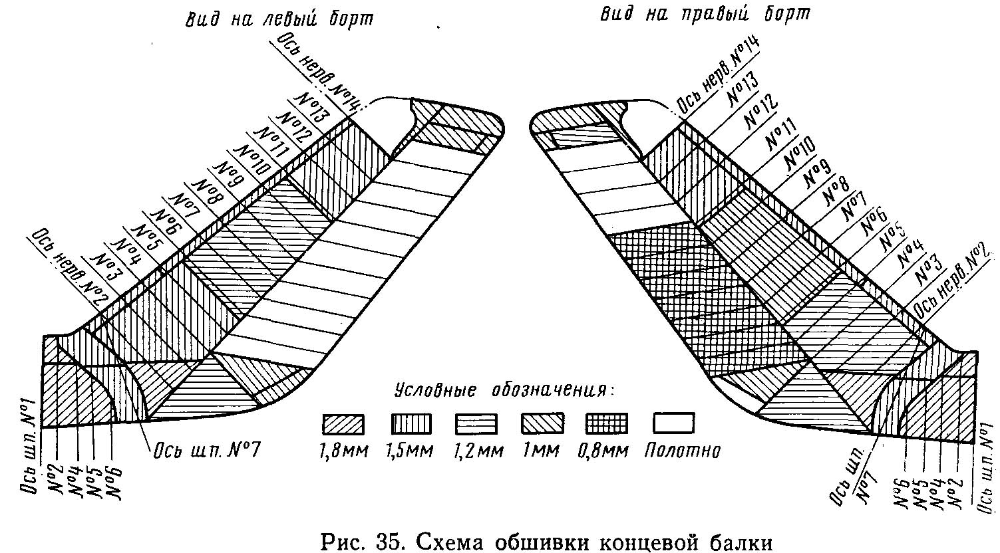 Вид на левый борт
Вид на правый борт
Ось нерв. №14
№13
№12
№11
№10
№9
№8
№7
№6
№5
№4
№3
Ось нерв. №2
Ось нерв. №14
№13
№12
№11
№10
№9
№8
№7
№6
№5
№4
№3
Ось нерв. №2
Условные обозначения:
1,8мм 1,5мм 1,2мм 1мм 0,8мм Полотно
Ось шп. №1
№2
№4
№5
№6
Ось шп. №7
Ось шп. №7
№6
№5
№4
№2
Ось шп. №1
Рис. 35. Схема обшивки концевой балки